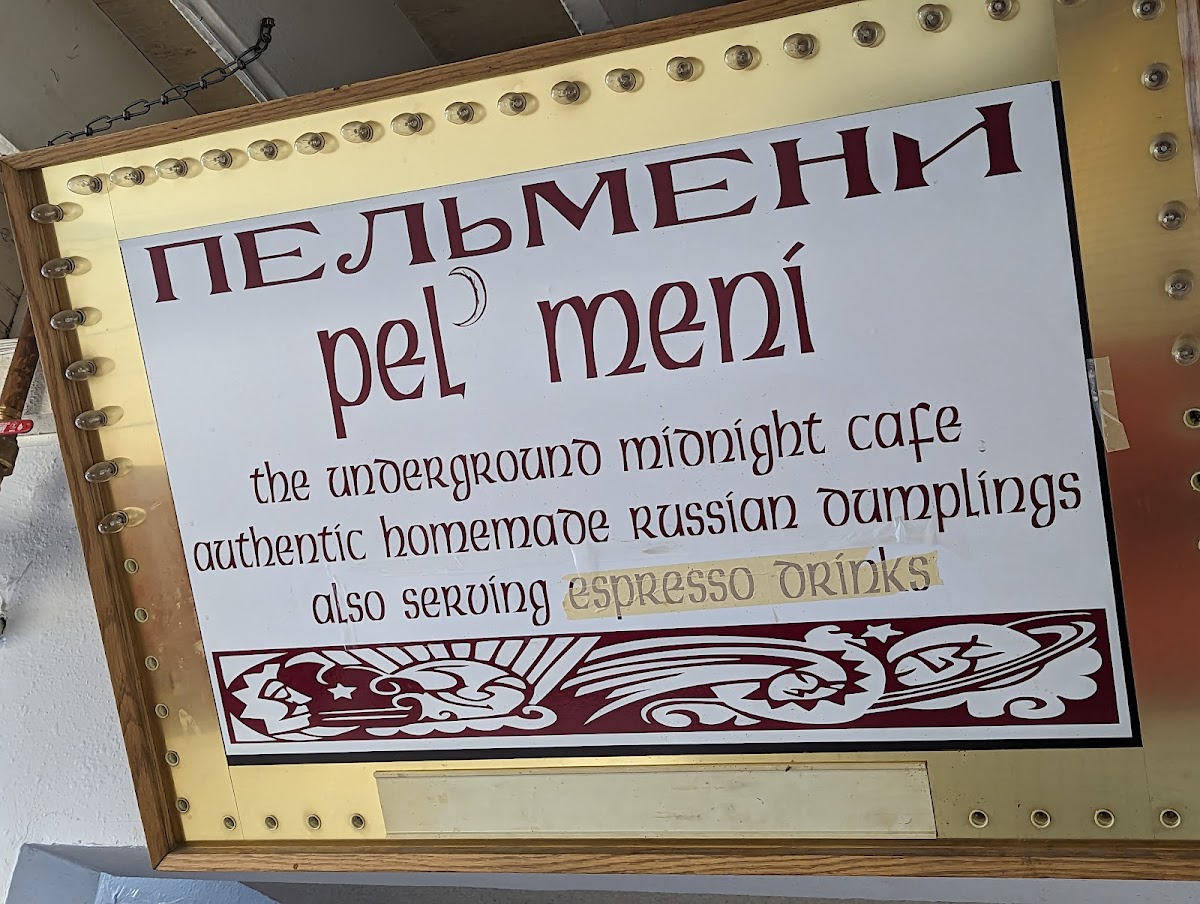 ПЕЛЬМЕНИ
pel' meni
the underground midnight cafe
authentic homemade russian dumplings
also serving espresso drinks